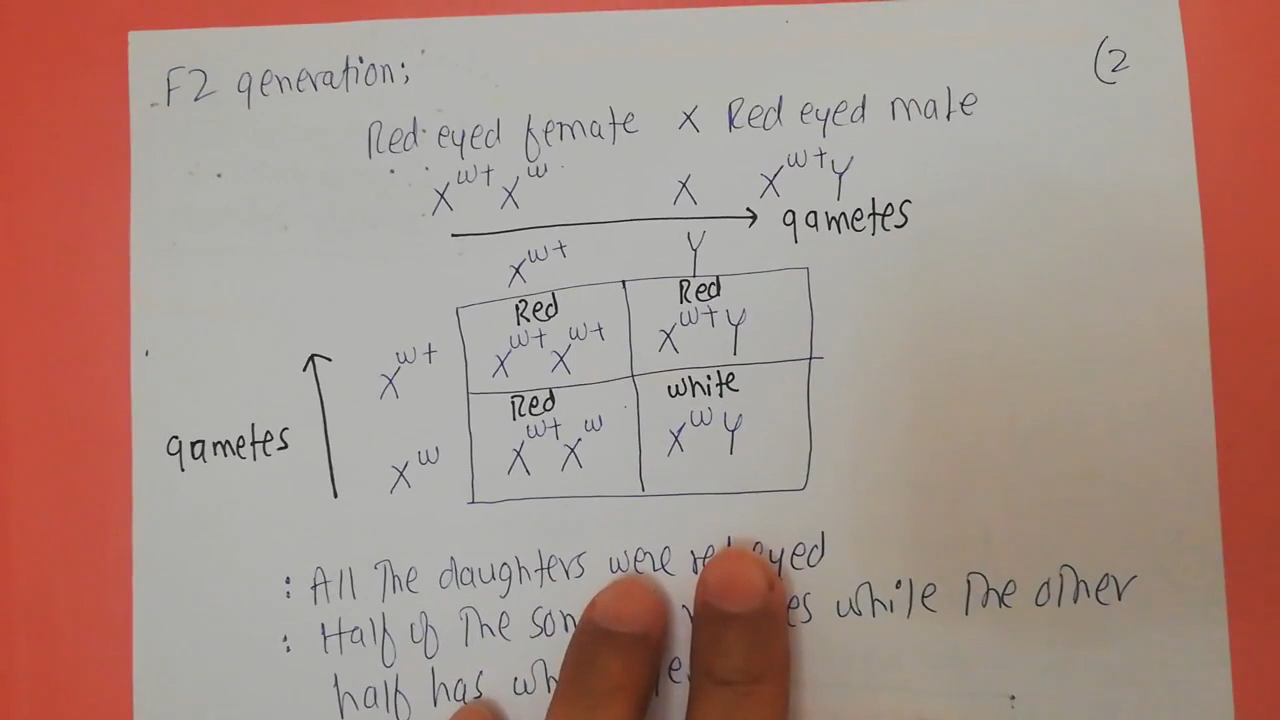 F2 generation;
(2
Red eyed female X Red eyed male
X^w+ X^w X X^w+ Y
gametes
X^w+ Y
Red Red
X^w+ X^w+ X^w+ Y
X^w+
Red white
gametes
X^w X^w+ X^w X^w Y
: All The daughters were eyed
: Half of The while The other
half has